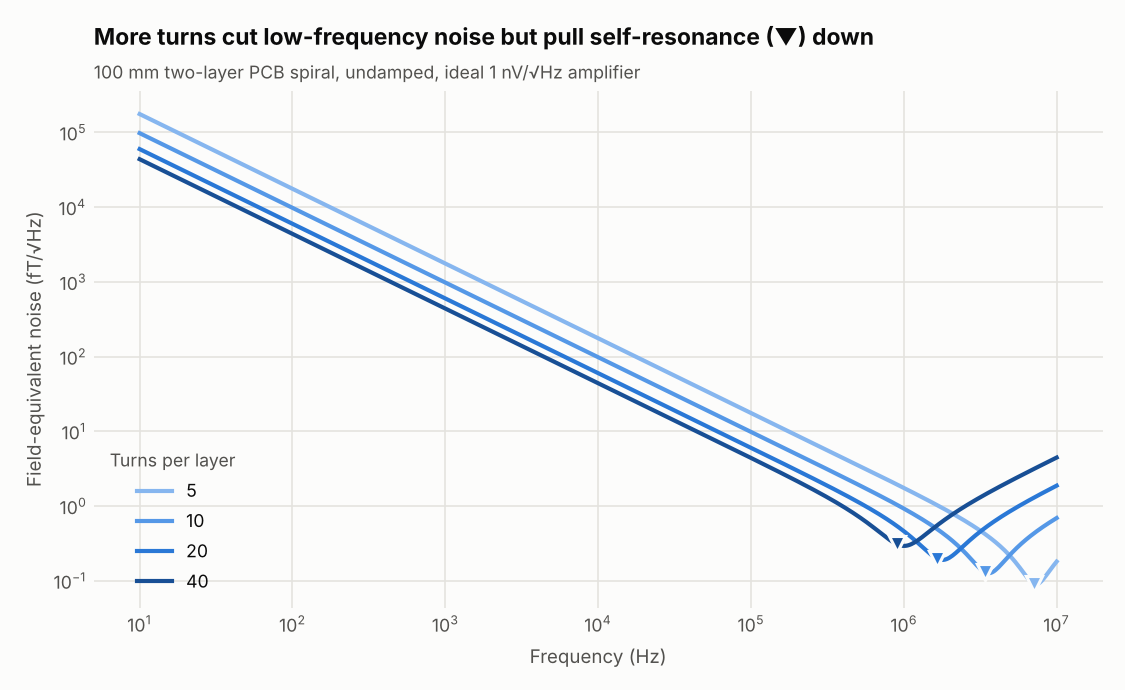 More turns cut low-frequency noise but pull self-resonance (▼) down
100 mm two-layer PCB spiral, undamped, ideal 1 nV/√Hz amplifier
Field-equivalent noise (fT/√Hz)
10⁵
10⁴
10³
10²
10¹
10⁰
10⁻¹
Turns per layer
5
10
20
40
10¹ 10² 10³ 10⁴ 10⁵ 10⁶ 10⁷
Frequency (Hz)